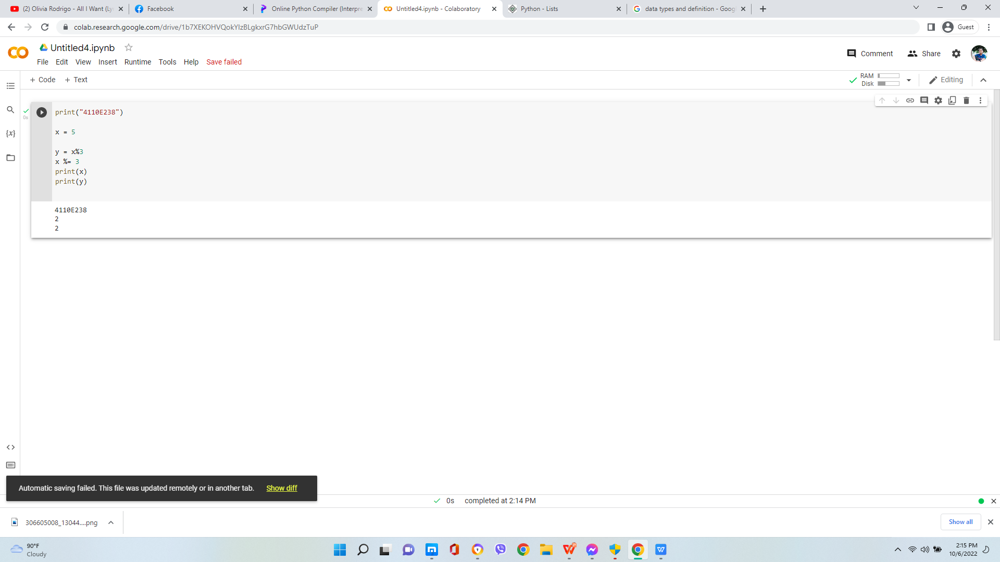 (2) Olivia Rodrigo - All I Want (Ly
Facebook
Online Python Compiler (Interpre
Untitled4.ipynb - Colaboratory
Python - Lists
data types and definition - Goog
colab.research.google.com/drive/1b7XEKOHVQokYIzBLgkxrG7hbGWUdzTuP
Guest
Untitled4.ipynb
Comment
Share
File Edit View Insert Runtime Tools Help Save failed
+ Code + Text
RAM
Disk
Editing
{x}
0s
print("4110E238")
x = 5
y = x%3
x %= 3
print(x)
print(y)
4110E238
2
2
Automatic saving failed. This file was updated remotely or in another tab. Show diff
0s completed at 2:14 PM
306605008_13044....png
Show all
90°F
Cloudy
2:15 PM
10/6/2022